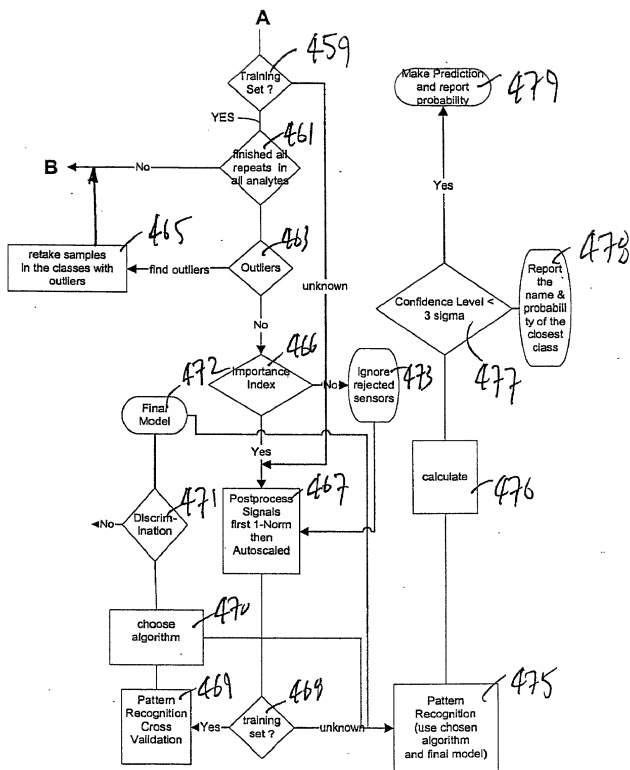 A
459
Training
Set ?
YES
461
finished all
repeats in
all analytes
No
B
465
retake samples
in the classes with
outliers
find outliers
463
Outliers
unknown
No
466
Importance
Index
No
473
Ignore
rejected
sensors
472
Final
Model
Yes
467
Postprocess
Signals
first 1-Norm
then
Autoscaled
471
Discrim-
ination
No
470
choose
algorithm
469
Pattern
Recognition
Cross
Validation
Yes
468
training
set ?
unknown
475
Pattern
Recognition
(use chosen
algorithm
and final model)
476
calculate
477
Confidence Level <
3 sigma
478
Report
the
name &
probabil
ity of the
closest
class
Yes
479
Make Prediction
and report
probability